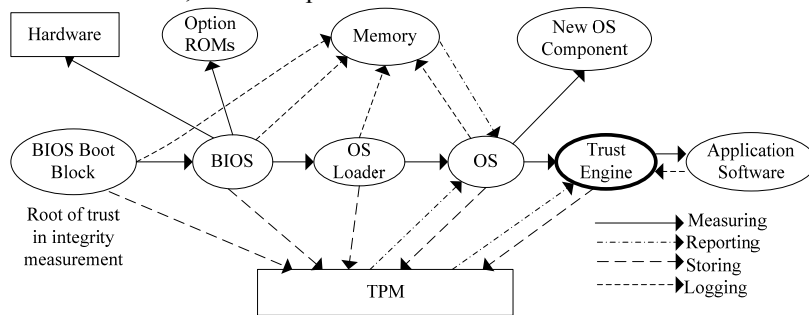 Hardware
Option
ROMs
Memory
New OS
Component
BIOS Boot
Block
BIOS
OS
Loader
OS
Trust
Engine
Application
Software
Root of trust
in integrity
measurement
Measuring
Reporting
Storing
Logging
TPM